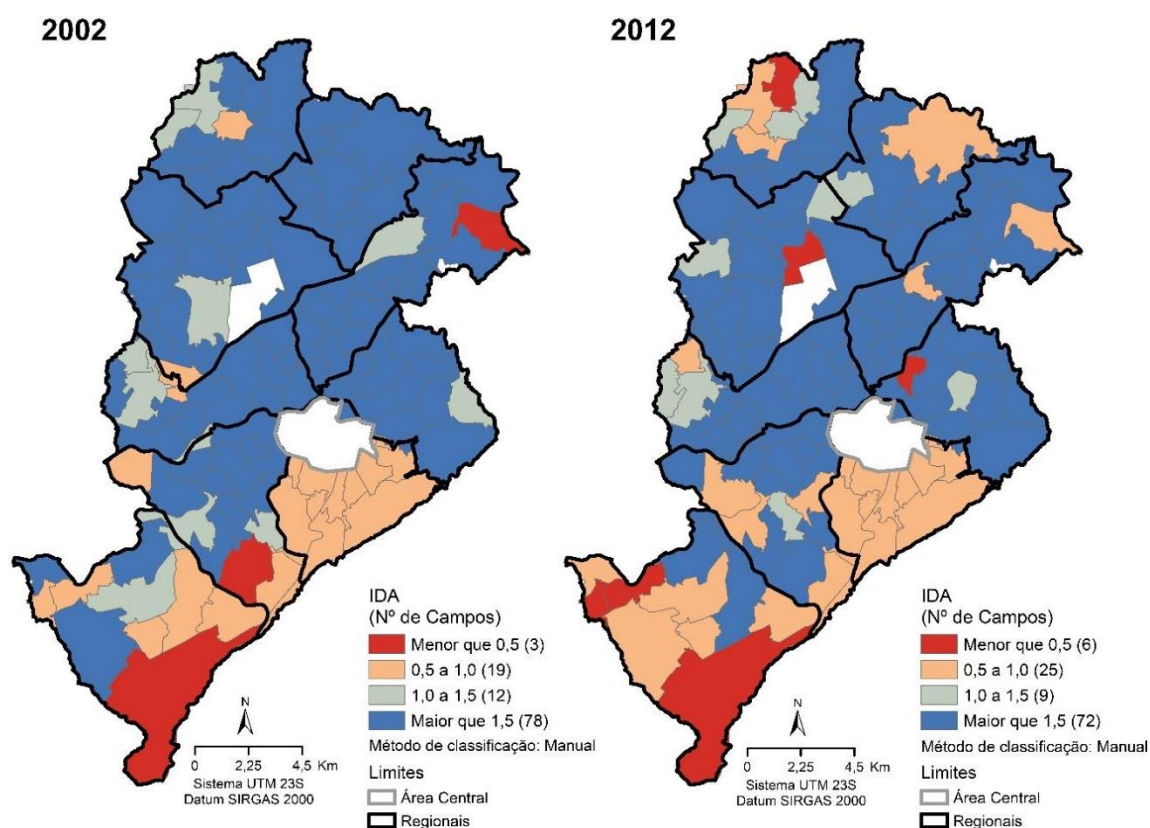 2002
IDA
(Nº de Campos)
Menor que 0,5 (3)
0,5 a 1,0 (19)
1,0 a 1,5 (12)
Maior que 1,5 (78)
Método de classificação: Manual
Limites
Área Central
Regionais
N
0 2,25 4,5 Km
Sistema UTM 23S
Datum SIRGAS 2000
2012
IDA
(Nº de Campos)
Menor que 0,5 (6)
0,5 a 1,0 (25)
1,0 a 1,5 (9)
Maior que 1,5 (72)
Método de classificação: Manual
Limites
Área Central
Regionais
N
0 2,25 4,5 Km
Sistema UTM 23S
Datum SIRGAS 2000